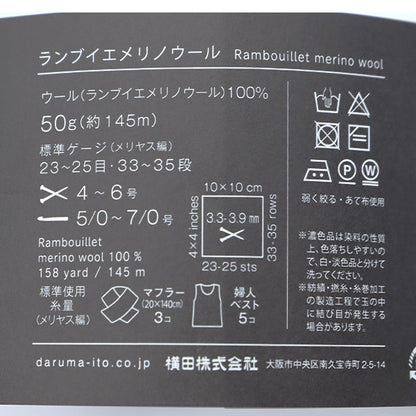 ランブイエメリノウール Rambouillet merino wool
ウール(ランブイエメリノウール)100%
50g(約145m)
標準ゲージ(メリヤス編)
23~25目・33~35段
4~6号
5/0~7/0号
Rambouillet
merino wool 100 %
158 yard / 145 m
10×10 cm
4×4 inches
3.3-3.9 mm
33-35 rows
23-25 sts
P W
弱く絞る・あて布使用
※濃色品は染料の性質
上、色落ちしやすいの
で、白・淡色品と分けて
洗ってください。
※紡績・撚糸・糸巻加工
の製造工程で玉の中
に結び目が発生する
場合があります。
標準使用
糸量
(メリヤス編)
マフラー
(20×140cm)
3コ
婦人
ベスト
5コ
daruma-ito.co.jp 横田株式会社 大阪市中央区南久宝寺町2-5-14